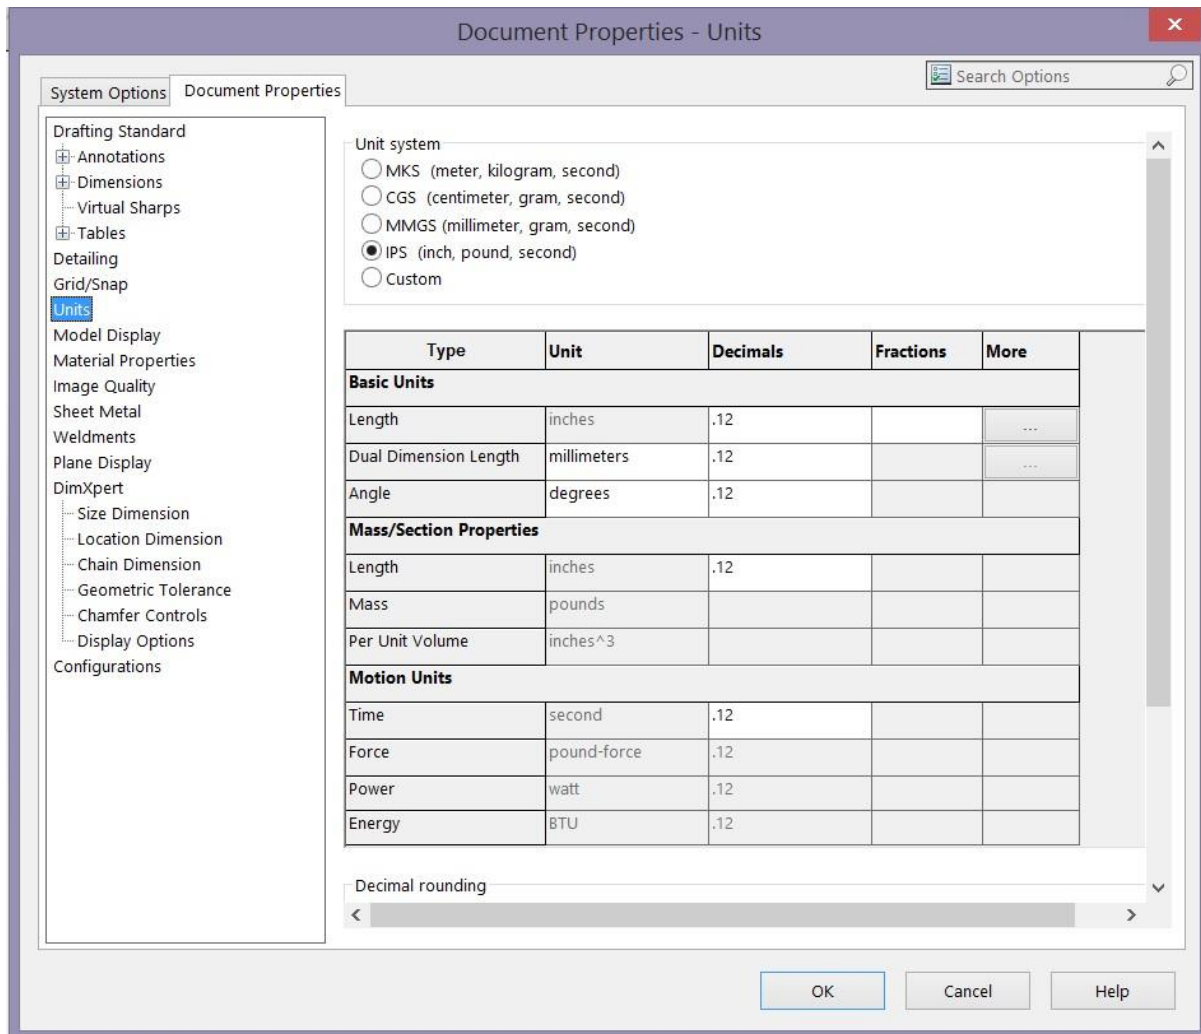 Document Properties - Units
System Options
Document Properties
Search Options
Drafting Standard
Annotations
Dimensions
Virtual Sharps
Tables
Detailing
Grid/Snap
Units
Model Display
Material Properties
Image Quality
Sheet Metal
Weldments
Plane Display
DimXpert
Size Dimension
Location Dimension
Chain Dimension
Geometric Tolerance
Chamfer Controls
Display Options
Configurations
Unit system
MKS (meter, kilogram, second)
CGS (centimeter, gram, second)
MMGS (millimeter, gram, second)
IPS (inch, pound, second)
Custom
Type Unit Decimals Fractions More
Basic Units
Length inches .12 ...
Dual Dimension Length millimeters .12 ...
Angle degrees .12
Mass/Section Properties
Length inches .12
Mass pounds
Per Unit Volume inches^3
Motion Units
Time second .12
Force pound-force .12
Power watt .12
Energy BTU .12
Decimal rounding
OK Cancel Help